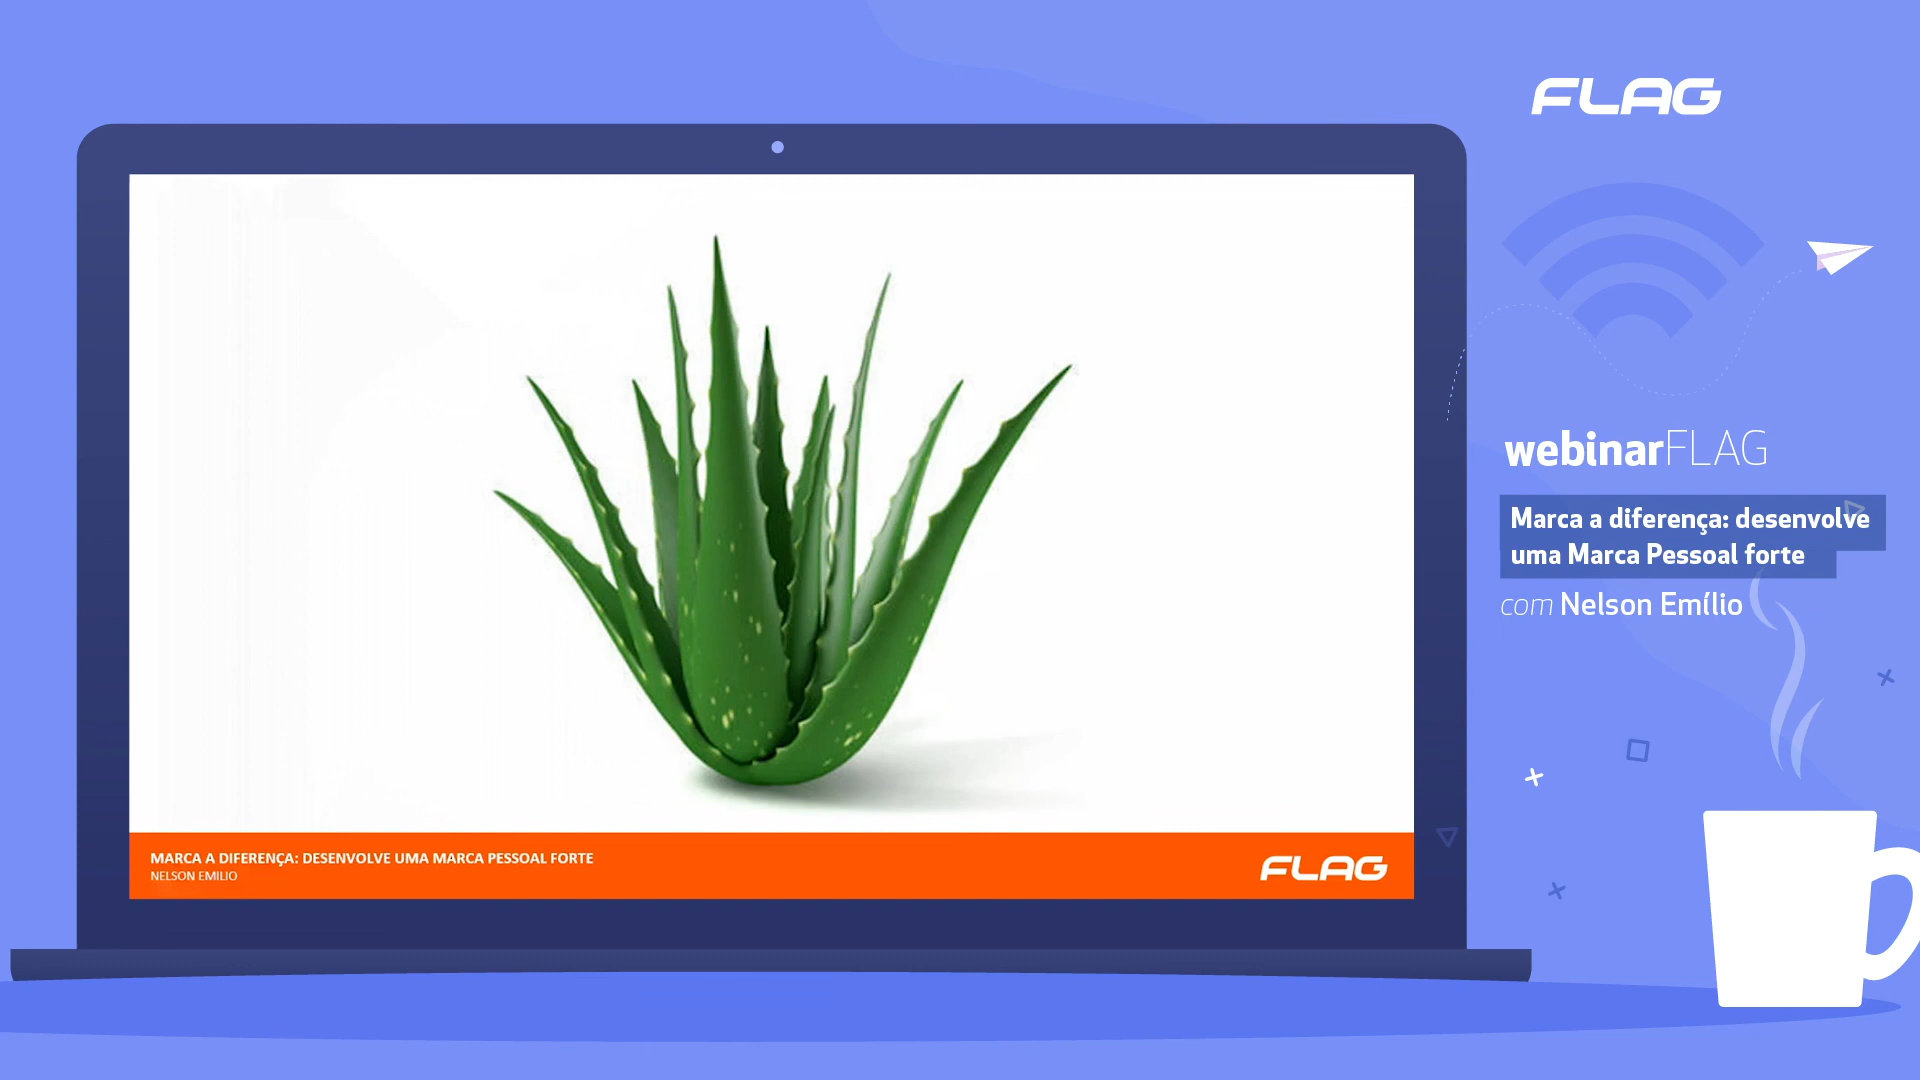 FLAG
webinarFLAG
Marca a diferença: desenvolve
uma Marca Pessoal forte
com Nelson Emílio
MARCA A DIFERENÇA: DESENVOLVE UMA MARCA PESSOAL FORTE
NELSON EMILIO
FLAG